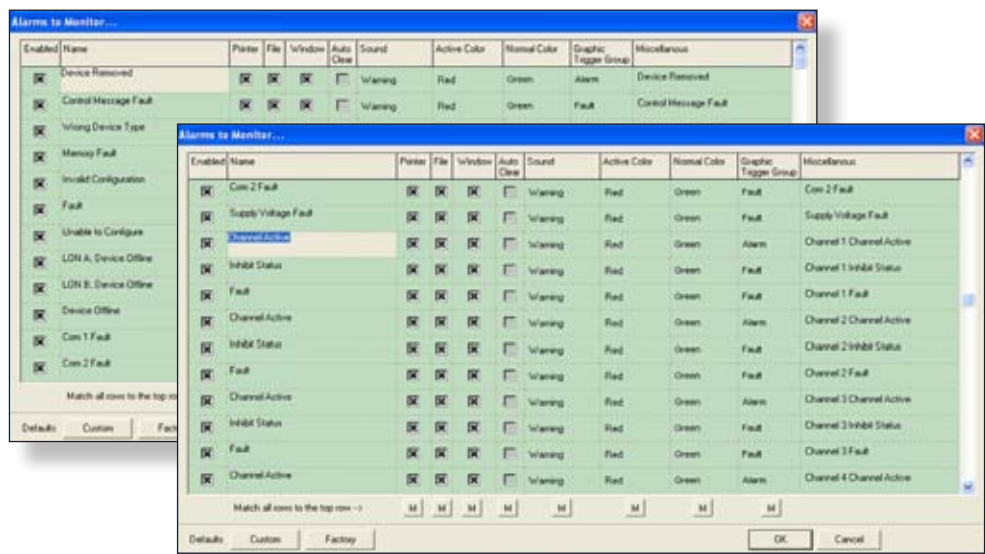 Alarms to Monitor...
Enabled Name Printer File Window Auto Clear Sound Active Color Normal Color Graphic Trigger Group Miscellanous
Device Removed Warning Red Green Alarm Device Removed
Control Message Fault Warning Red Green Fault Control Message Fault
Wrong Device Type
Memory Fault
Invalid Configuration
Fault
Unable to Configure
LON A, Device Offline
LON B, Device Offline
Device Offline
Com 1 Fault
Com 2 Fault
Match all rows to the top
Defaults Custom
Alarms to Monitor...
Enabled Name Printer File Window Auto Clear Sound Active Color Normal Color Graphic Trigger Group Miscellanous
Com 2 Fault Warning Red Green Fault Com 2 Fault
Supply Voltage Fault Warning Red Green Fault Supply Voltage Fault
Channel Active Warning Red Green Alarm Channel 1 Channel Active
Inhibit Status Warning Red Green Fault Channel 1 Inhibit Status
Fault Warning Red Green Fault Channel 1 Fault
Channel Active Warning Red Green Alarm Channel 2 Channel Active
Inhibit Status Warning Red Green Fault Channel 2 Inhibit Status
Fault Warning Red Green Fault Channel 2 Fault
Channel Active Warning Red Green Alarm Channel 3 Channel Active
Inhibit Status Warning Red Green Fault Channel 3 Inhibit Status
Fault Warning Red Green Fault Channel 3 Fault
Channel Active Warning Red Green Alarm Channel 4 Channel Active
Match all rows to the top row -> M M M M M M M M
Defaults Custom Factory OK Cancel